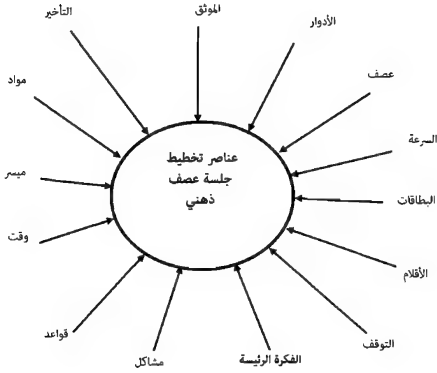 الموثق
التأخير
الأدوار
عصف
مواد
السرعة
عناصر تخطيط
جلسة عصف
ذهني
ميسر
البطاقات
وقت
الأقلام
قواعد
التوقف
مشاكل
الفكرة الرئيسة